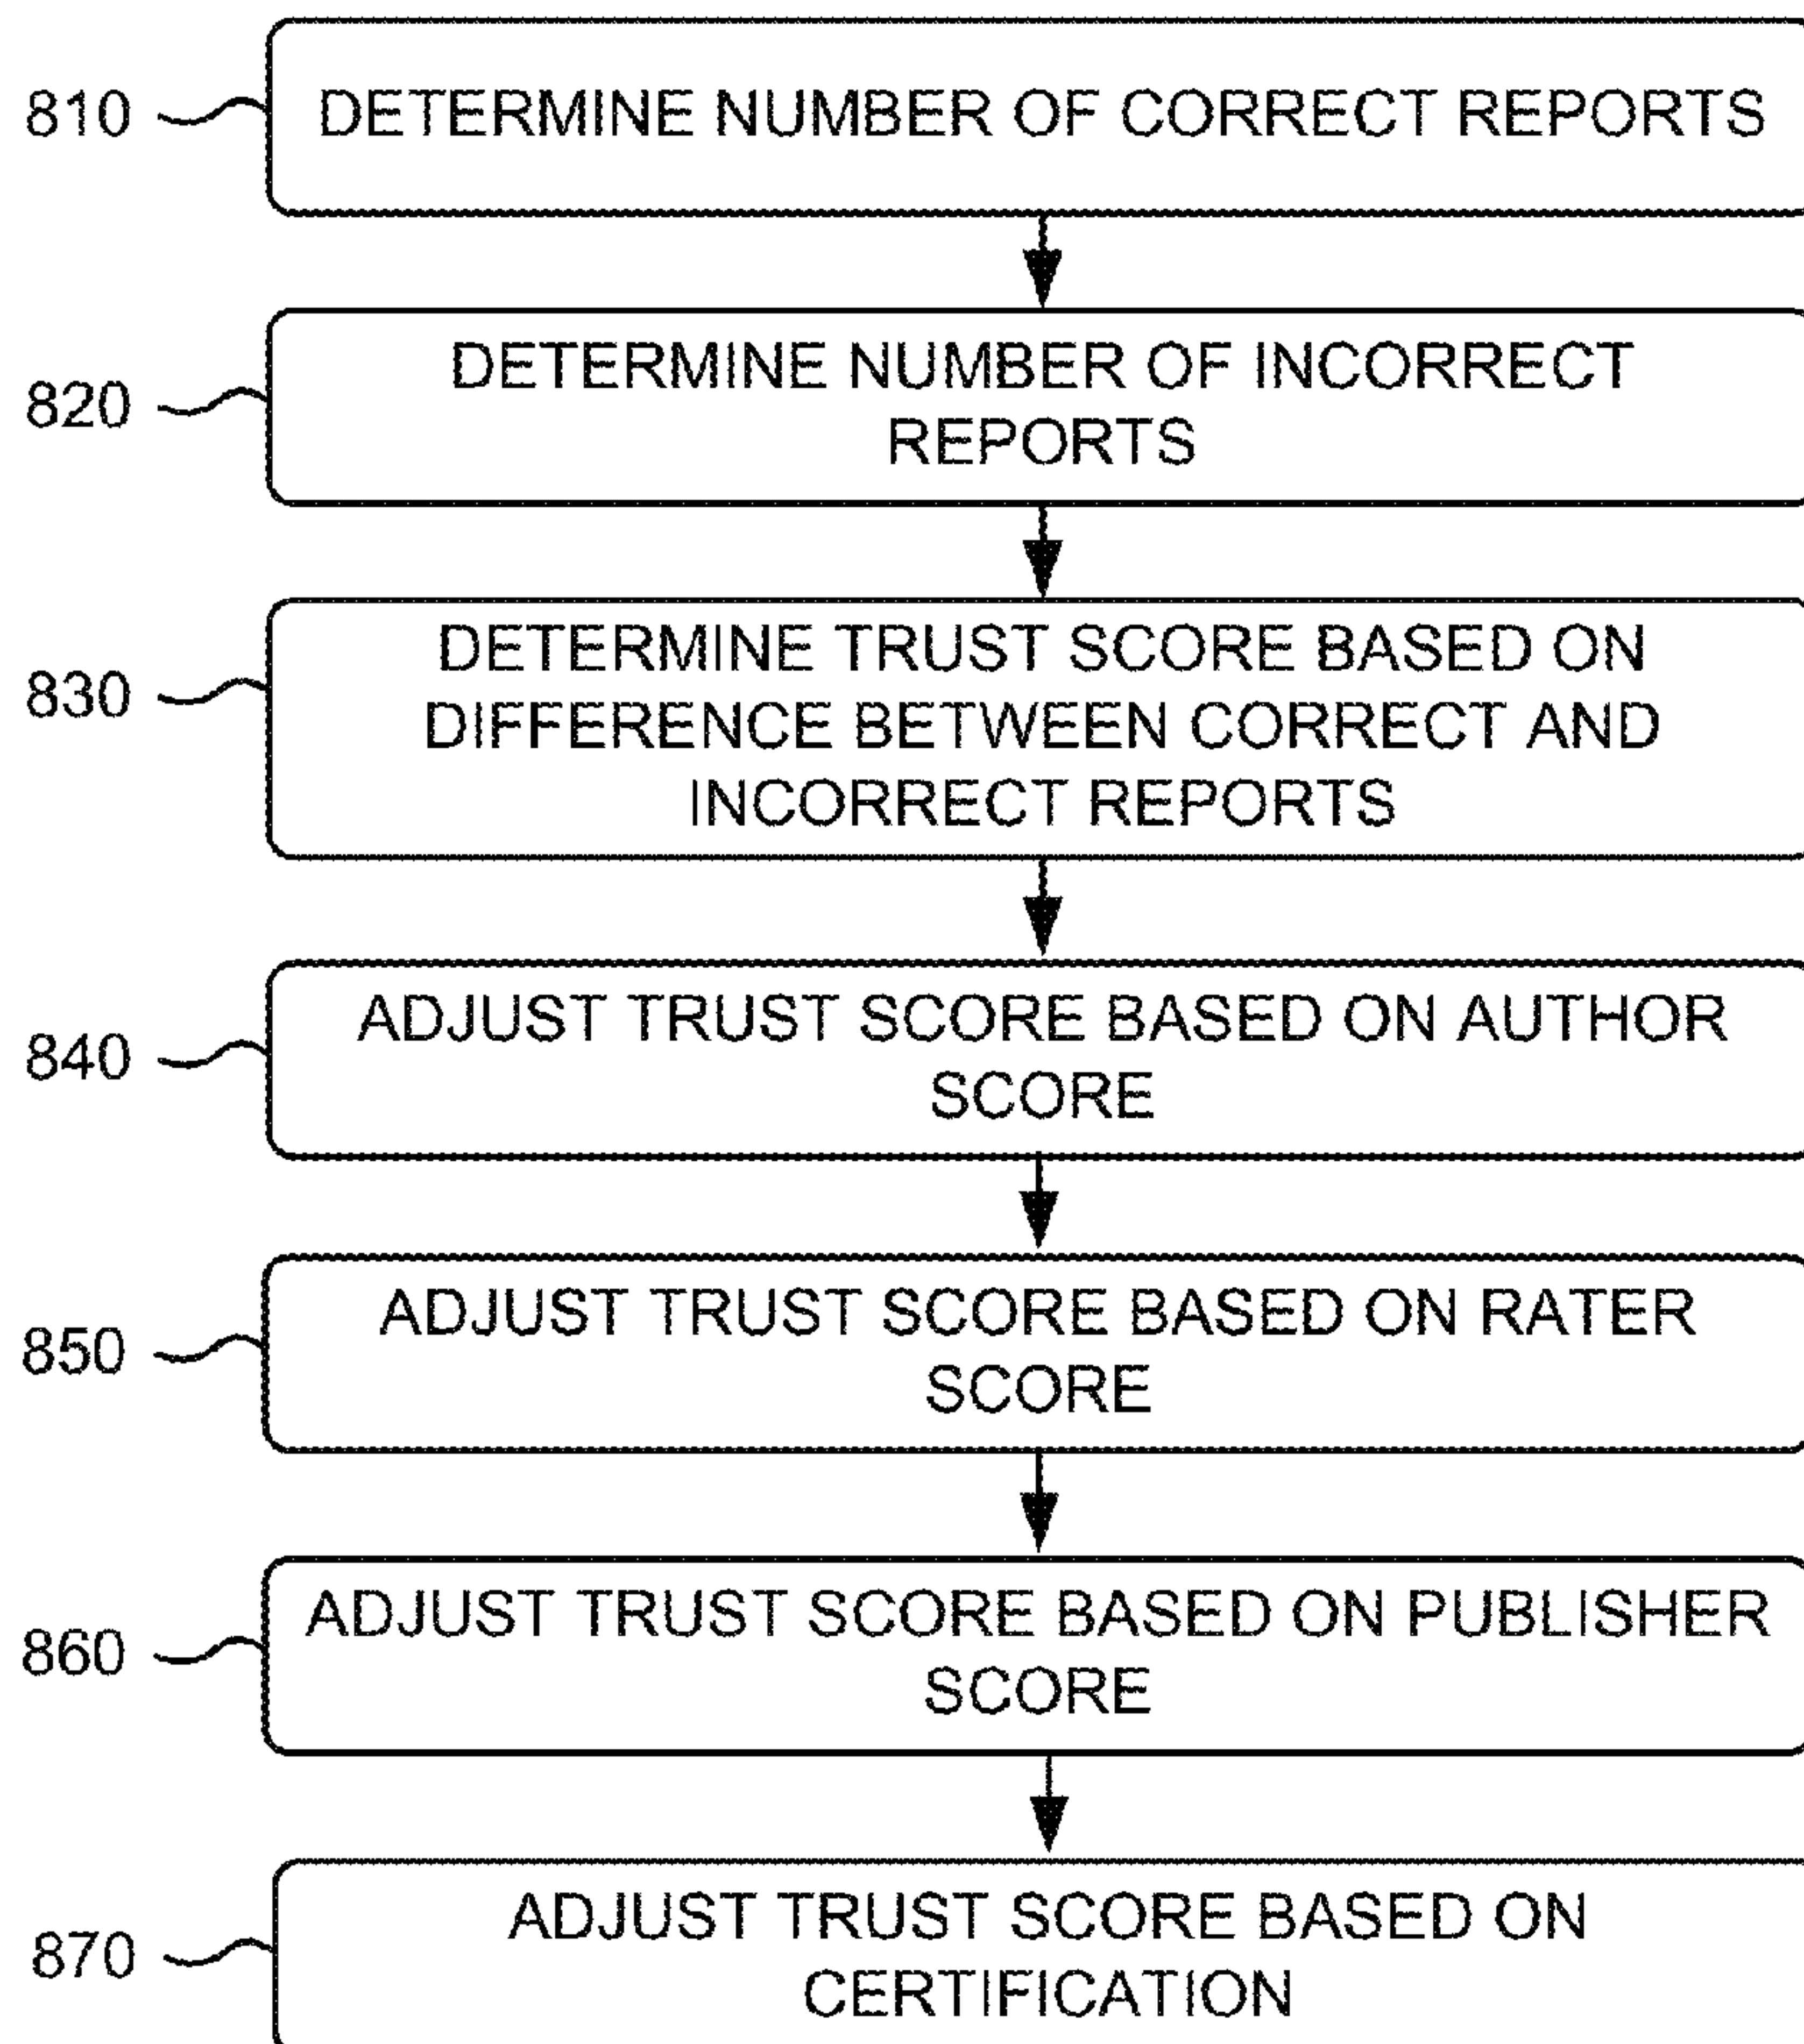 810
DETERMINE NUMBER OF CORRECT REPORTS
820
DETERMINE NUMBER OF INCORRECT
REPORTS
830
DETERMINE TRUST SCORE BASED ON
DIFFERENCE BETWEEN CORRECT AND
INCORRECT REPORTS
840
ADJUST TRUST SCORE BASED ON AUTHOR
SCORE
850
ADJUST TRUST SCORE BASED ON RATER
SCORE
860
ADJUST TRUST SCORE BASED ON PUBLISHER
SCORE
870
ADJUST TRUST SCORE BASED ON
CERTIFICATION